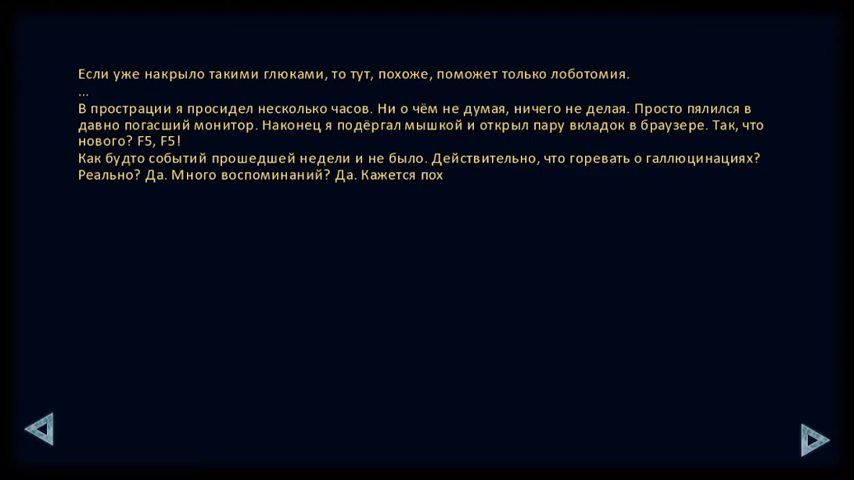 Если уже накрыло такими глюками, то тут, похоже, поможет только лоботомия.
...
В прострации я просидел несколько часов. Ни о чём не думая, ничего не делая. Просто пялился в
давно погасший монитор. Наконец я подёргал мышкой и открыл пару вкладок в браузере. Так, что
нового? F5, F5!
Как будто событий прошедшей недели и не было. Действительно, что горевать о галлюцинациях?
Реально? Да. Много воспоминаний? Да. Кажется пох